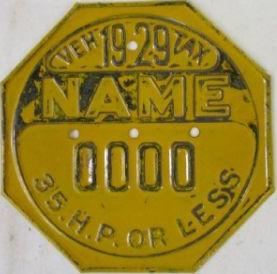 VEH 1929 TAX
NAME
0000
35.H.P. OR LESS